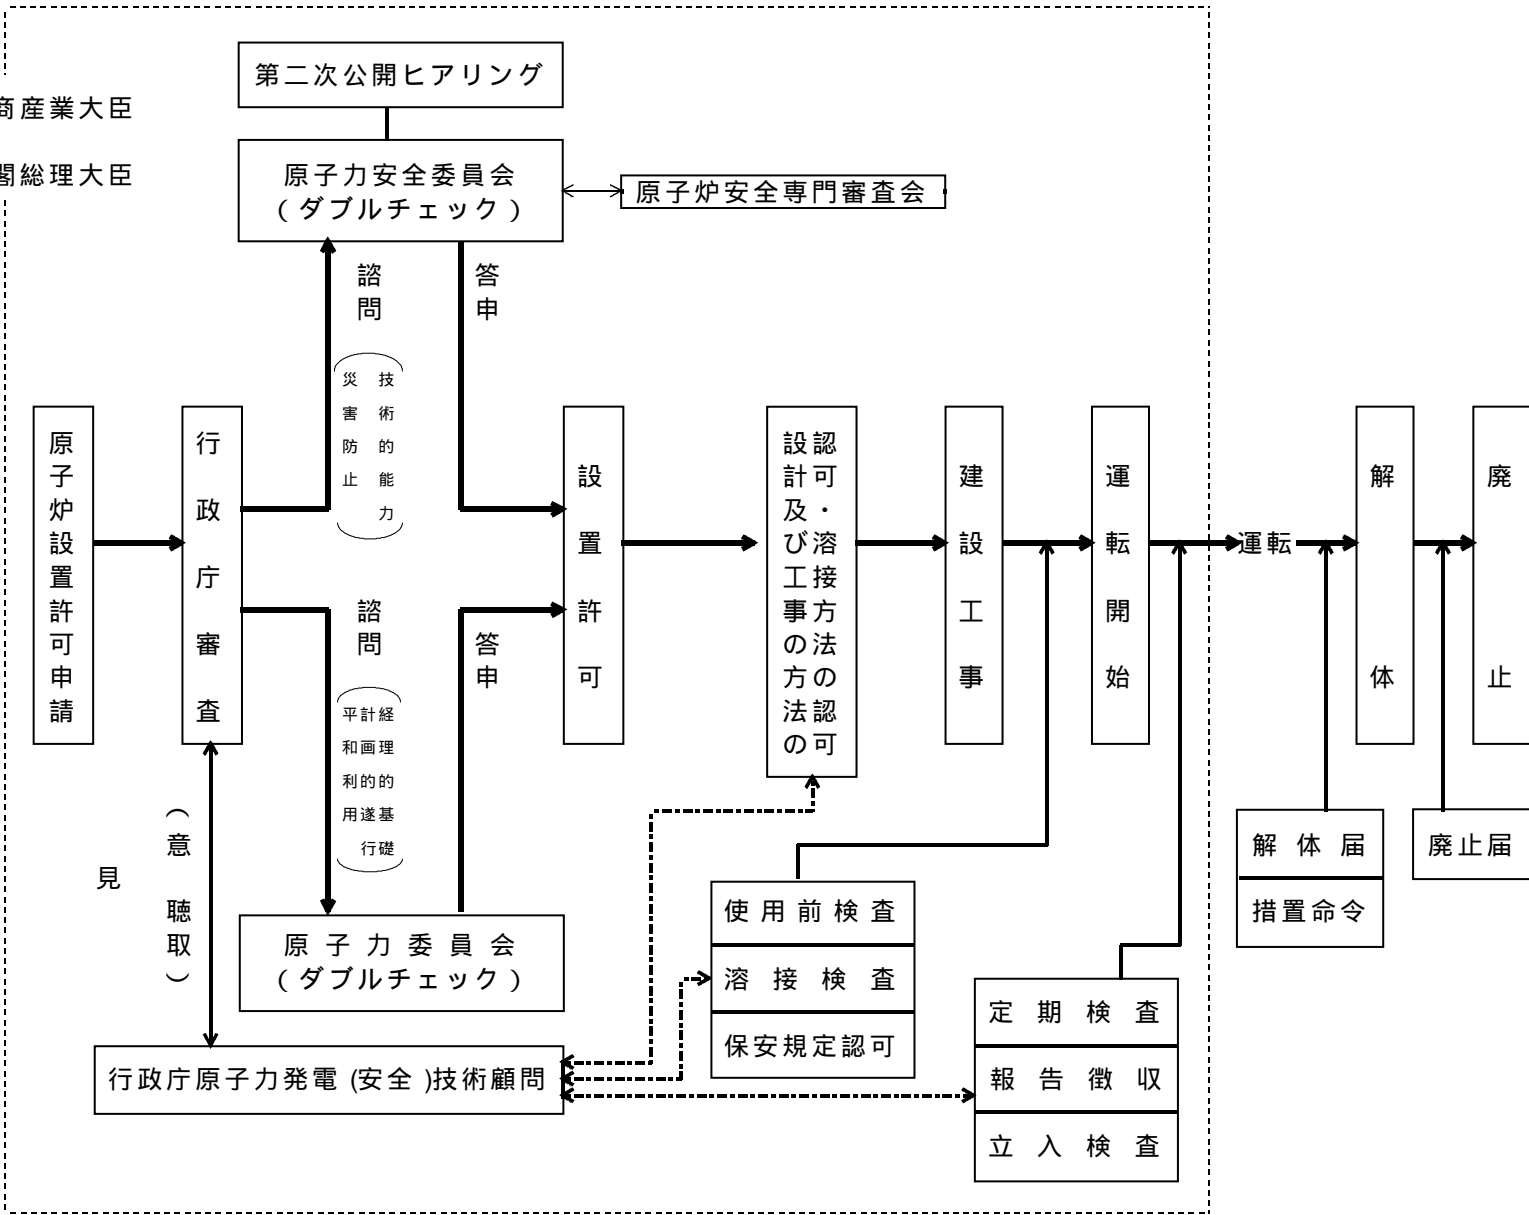 第二次公開ヒアリング
商産業大臣
閣総理大臣
原子力安全委員会
(ダブルチェック)
原子炉安全専門審査会
諮問
答申
技術的能力
災害防止
原子炉設置許可申請
行政庁審査
設置許可
設計及び工事の方法の
認可・溶接方法の認可
建設工事
運転開始
運転
解体
廃止
諮問
答申
経理的基礎
計画的遂行
平和利用
(意見聴取)
原子力委員会
(ダブルチェック)
行政庁原子力発電(安全)技術顧問
使用前検査
溶接検査
保安規定認可
定期検査
報告徴収
立入検査
解体届
措置命令
廃止届